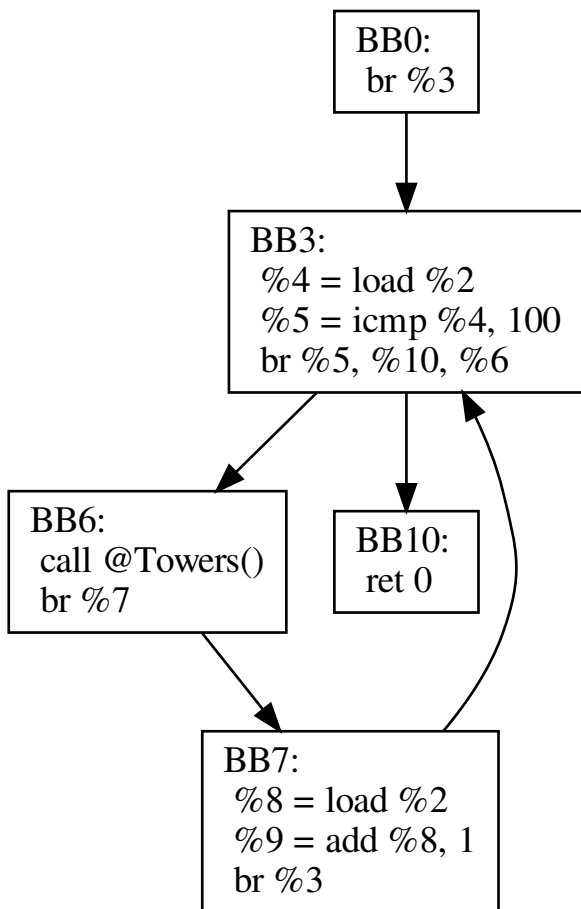 BB0:
br %3
BB3:
%4 = load %2
%5 = icmp %4, 100
br %5, %10, %6
BB6:
call @Towers()
br %7
BB10:
ret 0
BB7:
%8 = load %2
%9 = add %8, 1
br %3